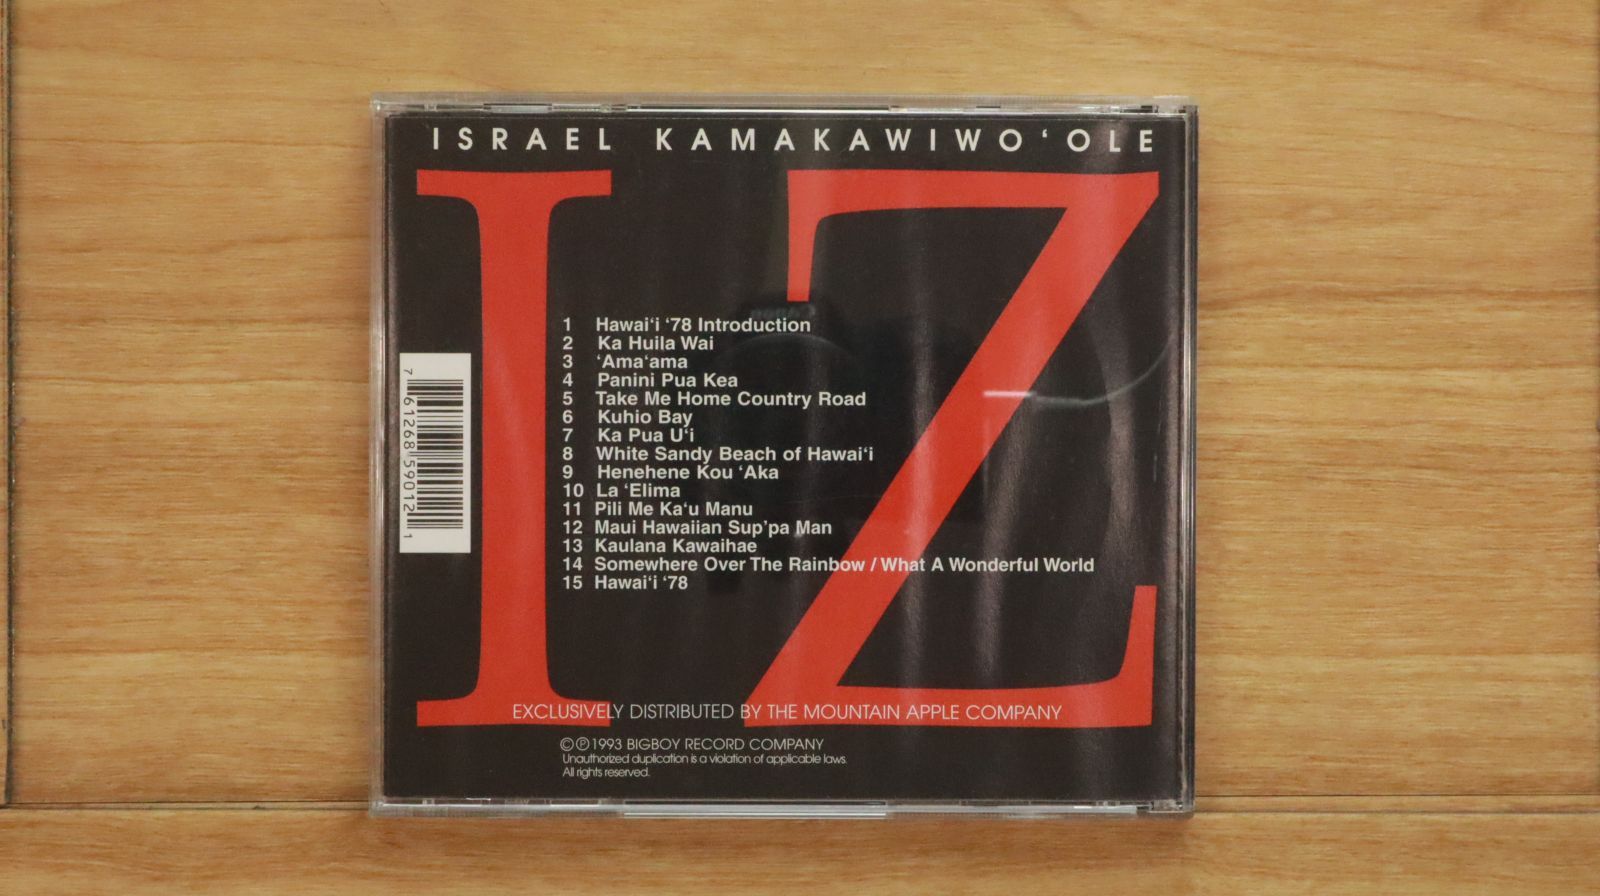 ISRAEL KAMAKAWIWO‘OLE
IZ
1 Hawai‘i ‘78 Introduction
2 Ka Huila Wai
3 ‘Ama‘ama
4 Panini Pua Kea
5 Take Me Home Country Road
6 Kuhio Bay
7 Ka Pua U‘i
8 White Sandy Beach of Hawai‘i
9 Henehene Kou ‘Aka
10 La ‘Elima
11 Pili Me Ka‘u Manu
12 Maui Hawaiian Sup’pa Man
13 Kaulana Kawaihae
14 Somewhere Over The Rainbow / What A Wonderful World
15 Hawai‘i ‘78
7 61268 59012 1
EXCLUSIVELY DISTRIBUTED BY THE MOUNTAIN APPLE COMPANY
©℗1993 BIGBOY RECORD COMPANY
Unauthorized duplication is a violation of applicable laws.
All rights reserved.